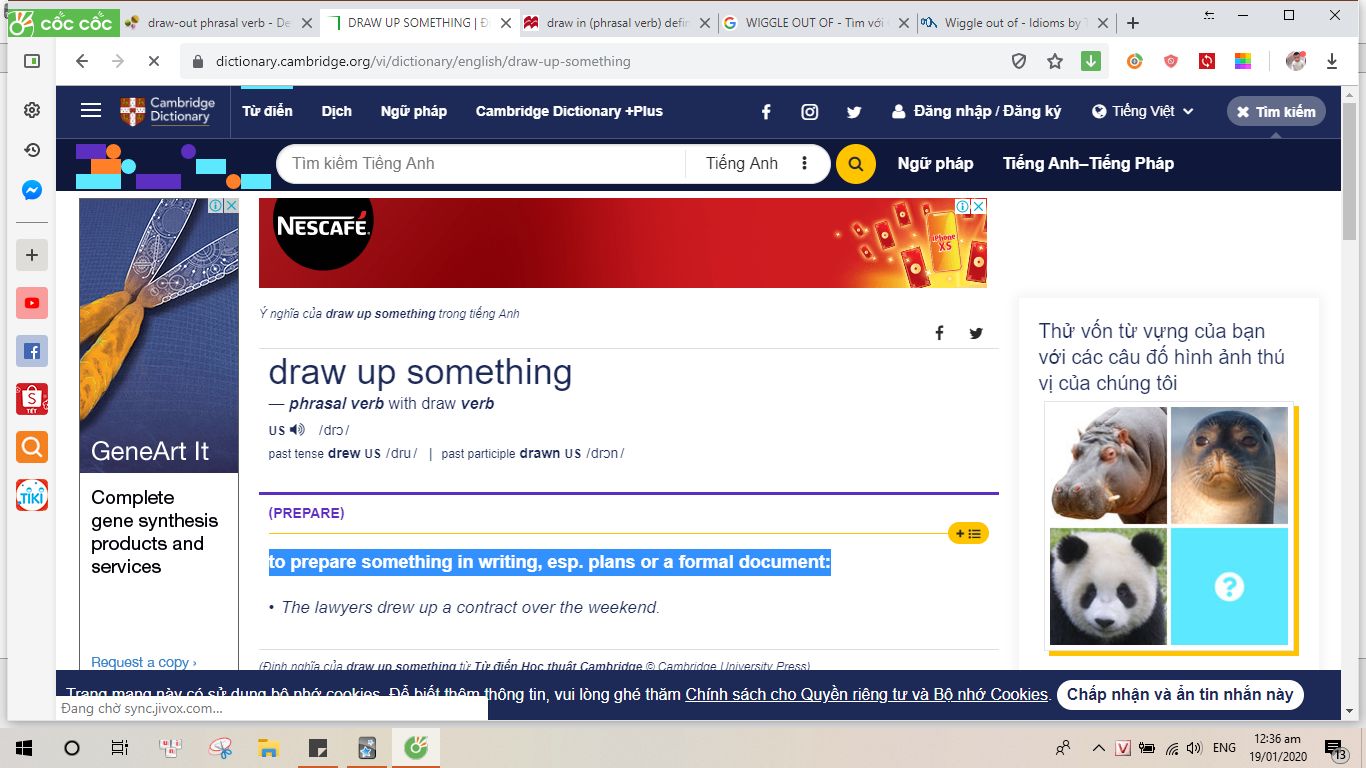 cốc cốc
draw-out phrasal verb - De
DRAW UP SOMETHING | Đ
draw in (phrasal verb) defin
WIGGLE OUT OF - Tìm với
Wiggle out of - Idioms by
dictionary.cambridge.org/vi/dictionary/english/draw-up-something
Cambridge
Dictionary
Từ điển
Dịch
Ngữ pháp
Cambridge Dictionary +Plus
Đăng nhập / Đăng ký
Tiếng Việt
Tìm kiếm
Tìm kiếm Tiếng Anh
Tiếng Anh
Ngữ pháp
Tiếng Anh–Tiếng Pháp
NESCAFÉ.
iPhone
XS
GeneArt It
Complete
gene synthesis
products and
services
Request a copy ›
Ý nghĩa của draw up something trong tiếng Anh
draw up something
— phrasal verb with draw verb
US /drɔ/
past tense drew US /dru/ | past participle drawn US /drɔn/
(PREPARE)
to prepare something in writing, esp. plans or a formal document:
• The lawyers drew up a contract over the weekend.
(Định nghĩa của draw up something từ Từ điển Học thuật Cambridge © Cambridge University Press)
Thử vốn từ vựng của bạn
với các câu đố hình ảnh thú
vị của chúng tôi
?
Trang mạng này có sử dụng bộ nhớ cookies. Để biết thêm thông tin, vui lòng ghé thăm Chính sách cho Quyền riêng tư và Bộ nhớ Cookies.
Chấp nhận và ẩn tin nhắn này
Đang chờ sync.jivox.com...
S
TẾT
TIKI
V
ENG
12:36 am
19/01/2020
13